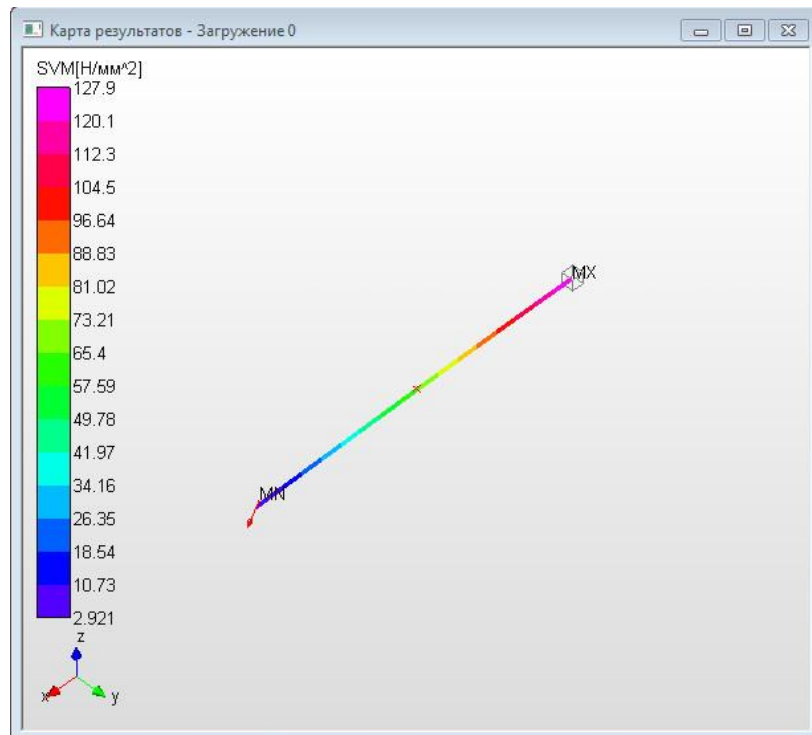 Карта результатов - Загружение 0
SVM[Н/мм^2]
127.9
120.1
112.3
104.5
96.64
88.83
81.02
73.21
65.4
57.59
49.78
41.97
34.16
26.35
18.54
10.73
2.921
MX
MN
z
x
y